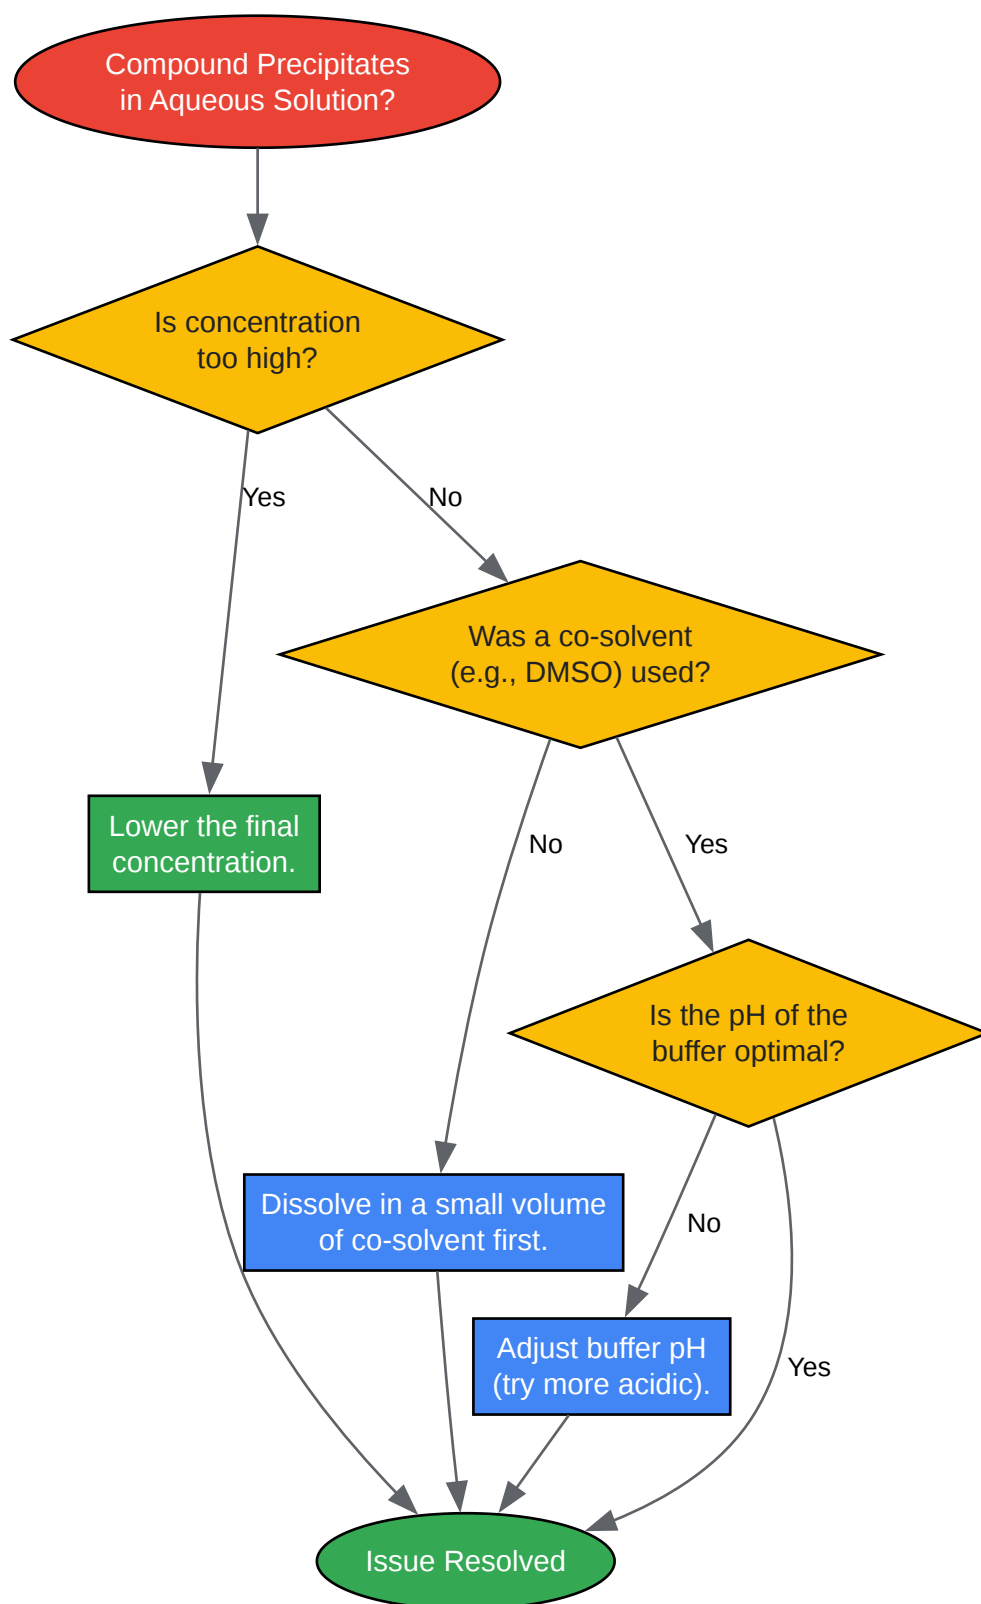 Compound Precipitates
in Aqueous Solution?
Is concentration
too high?
Yes
No
Was a co-solvent
(e.g., DMSO) used?
Lower the final
concentration.
No
Yes
Is the pH of the
buffer optimal?
Dissolve in a small volume
of co-solvent first.
No
Adjust buffer pH
(try more acidic).
Yes
Issue Resolved